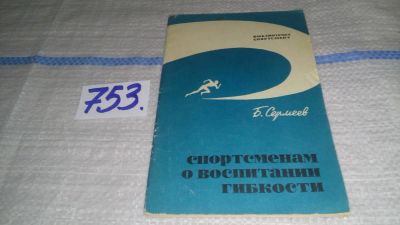 753.
БИБЛИОТЕЧКА
СПОРТСМЕНА
Б. Сермеев
спортсменам
о воспитании
гибкости